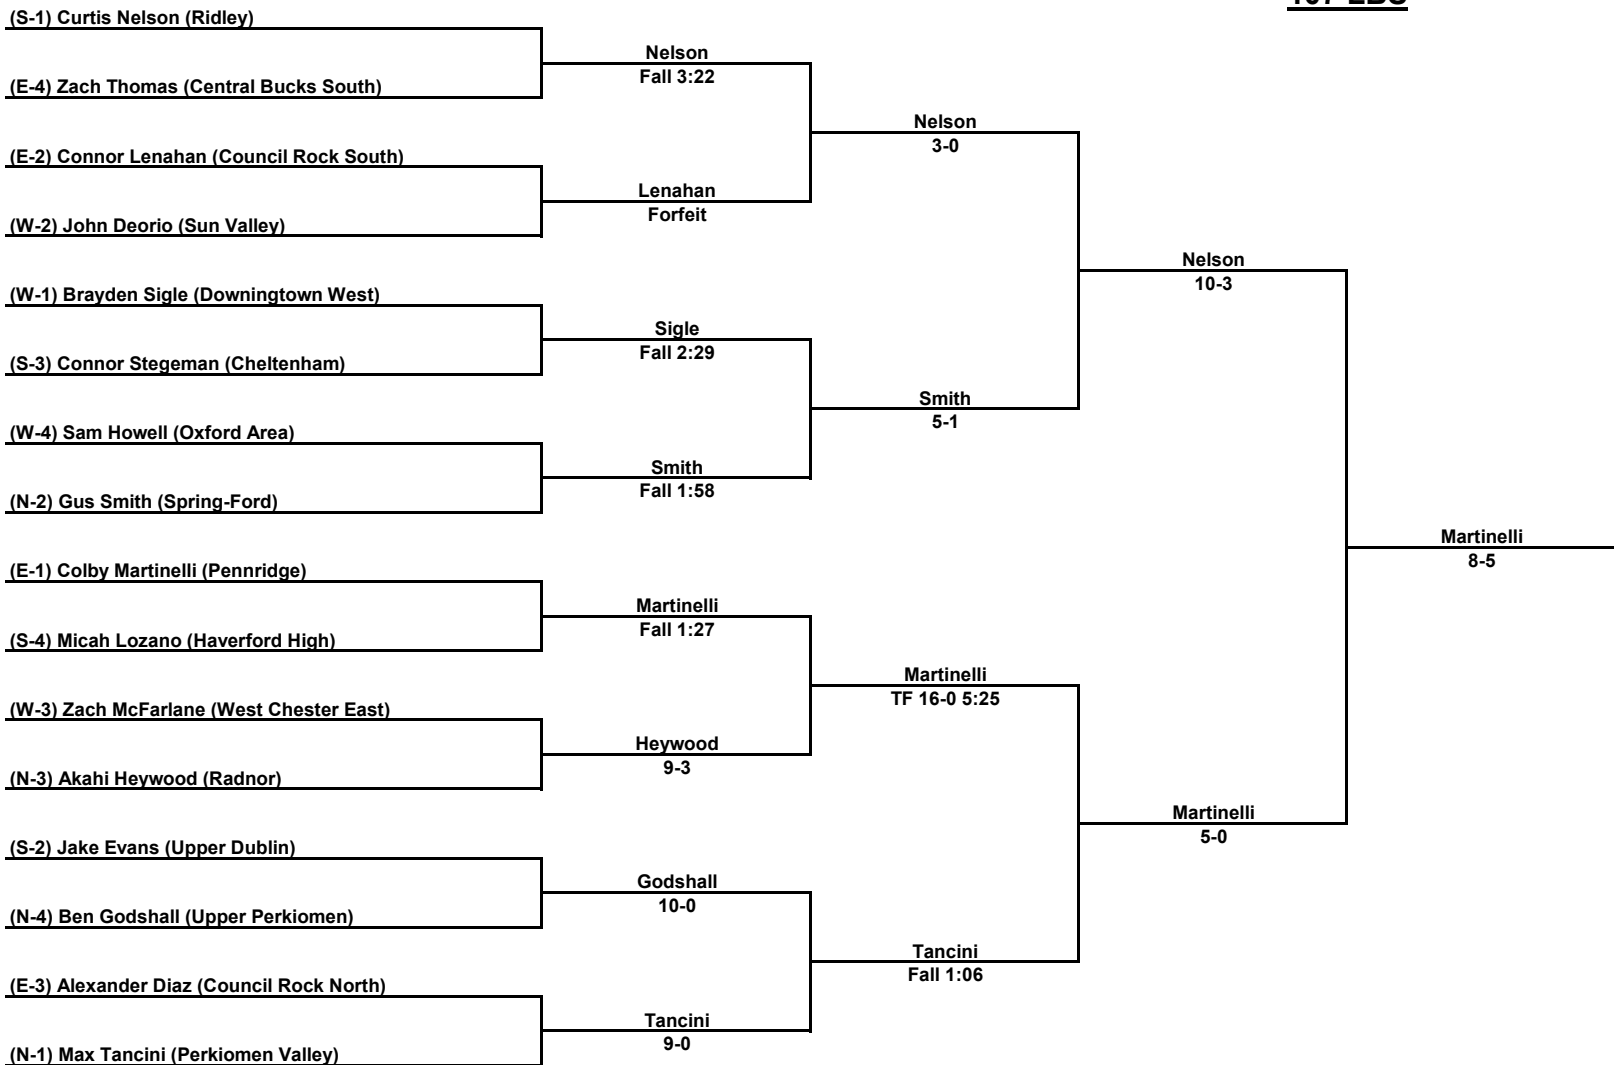 (S-1) Curtis Nelson (Ridley)
(E-4) Zach Thomas (Central Bucks South)
(E-2) Connor Lenahan (Council Rock South)
(W-2) John Deorio (Sun Valley)
(W-1) Brayden Sigle (Downingtown West)
(S-3) Connor Stegeman (Cheltenham)
(W-4) Sam Howell (Oxford Area)
(N-2) Gus Smith (Spring-Ford)
(E-1) Colby Martinelli (Pennridge)
(S-4) Micah Lozano (Haverford High)
(W-3) Zach McFarlane (West Chester East)
(N-3) Akahi Heywood (Radnor)
(S-2) Jake Evans (Upper Dublin)
(N-4) Ben Godshall (Upper Perkiomen)
(E-3) Alexander Diaz (Council Rock North)
(N-1) Max Tancini (Perkiomen Valley)
Nelson
Fall 3:22
Lenahan
Forfeit
Sigle
Fall 2:29
Smith
Fall 1:58
Martinelli
Fall 1:27
Heywood
9-3
Godshall
10-0
Tancini
9-0
Nelson
3-0
Smith
5-1
Martinelli
TF 16-0 5:25
Tancini
Fall 1:06
Nelson
10-3
Martinelli
5-0
Martinelli
8-5